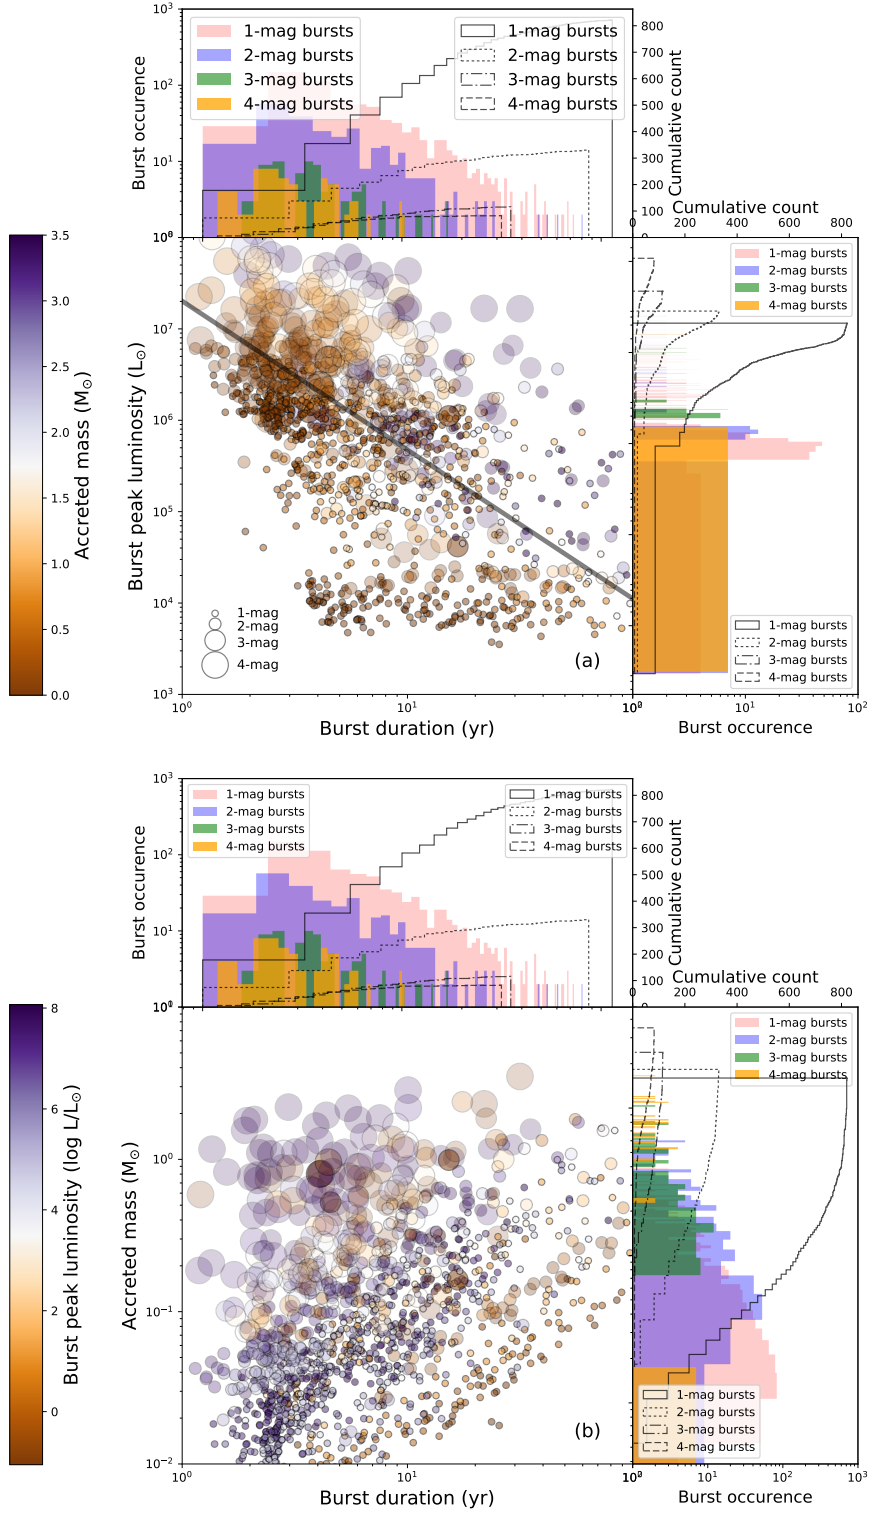 10³
10²
10¹
10⁰
Burst occurence
1-mag bursts
2-mag bursts
3-mag bursts
4-mag bursts
1-mag bursts
2-mag bursts
3-mag bursts
4-mag bursts
800
700
600
500
400
300
200
100
0
Cumulative count
Cumulative count
0 200 400 600 800
3.5
3.0
2.5
2.0
1.5
1.0
0.5
0.0
Accreted mass (M⊙)
Burst peak luminosity (L⊙)
10⁷
10⁶
10⁵
10⁴
10³
1-mag
2-mag
3-mag
4-mag
(a)
1-mag bursts
2-mag bursts
3-mag bursts
4-mag bursts
1-mag bursts
2-mag bursts
3-mag bursts
4-mag bursts
10⁰ 10¹
10⁰ 10¹ 10²
Burst duration (yr)
Burst occurence
10³
10²
10¹
10⁰
Burst occurence
1-mag bursts
2-mag bursts
3-mag bursts
4-mag bursts
1-mag bursts
2-mag bursts
3-mag bursts
4-mag bursts
800
700
600
500
400
300
200
100
0
Cumulative count
Cumulative count
0 200 400 600 800
8
6
4
2
0
Burst peak luminosity (log L/L⊙)
Accreted mass (M⊙)
10⁰
10⁻¹
10⁻²
(b)
1-mag bursts
2-mag bursts
3-mag bursts
4-mag bursts
1-mag bursts
2-mag bursts
3-mag bursts
4-mag bursts
10⁰ 10¹
10⁰ 10¹ 10² 10³
Burst duration (yr)
Burst occurence